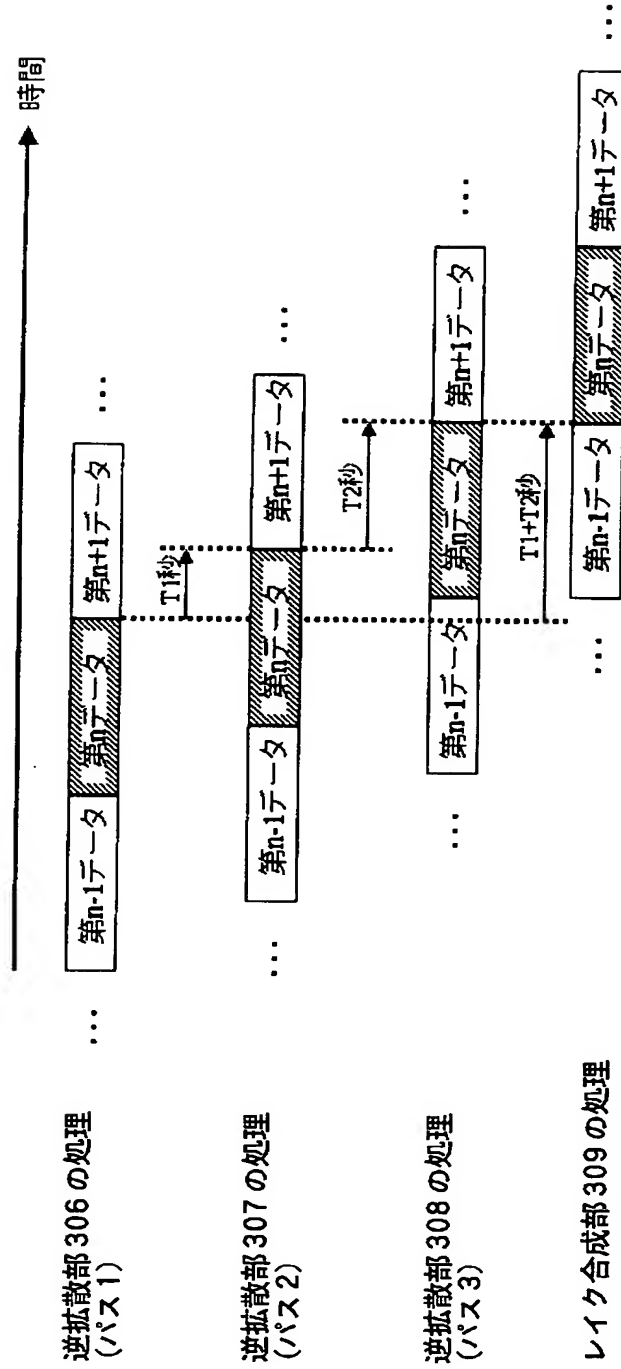 時間
逆拡散部306の処理
(パス1)
… 第n-1データ 第nデータ 第n+1データ …
T1秒
逆拡散部307の処理
(パス2)
… 第n-1データ 第nデータ 第n+1データ …
T2秒
逆拡散部308の処理
(パス3)
… 第n-1データ 第nデータ 第n+1データ …
T1+T2秒
レイク合成部309の処理
… 第n-1データ 第nデータ 第n+1データ …